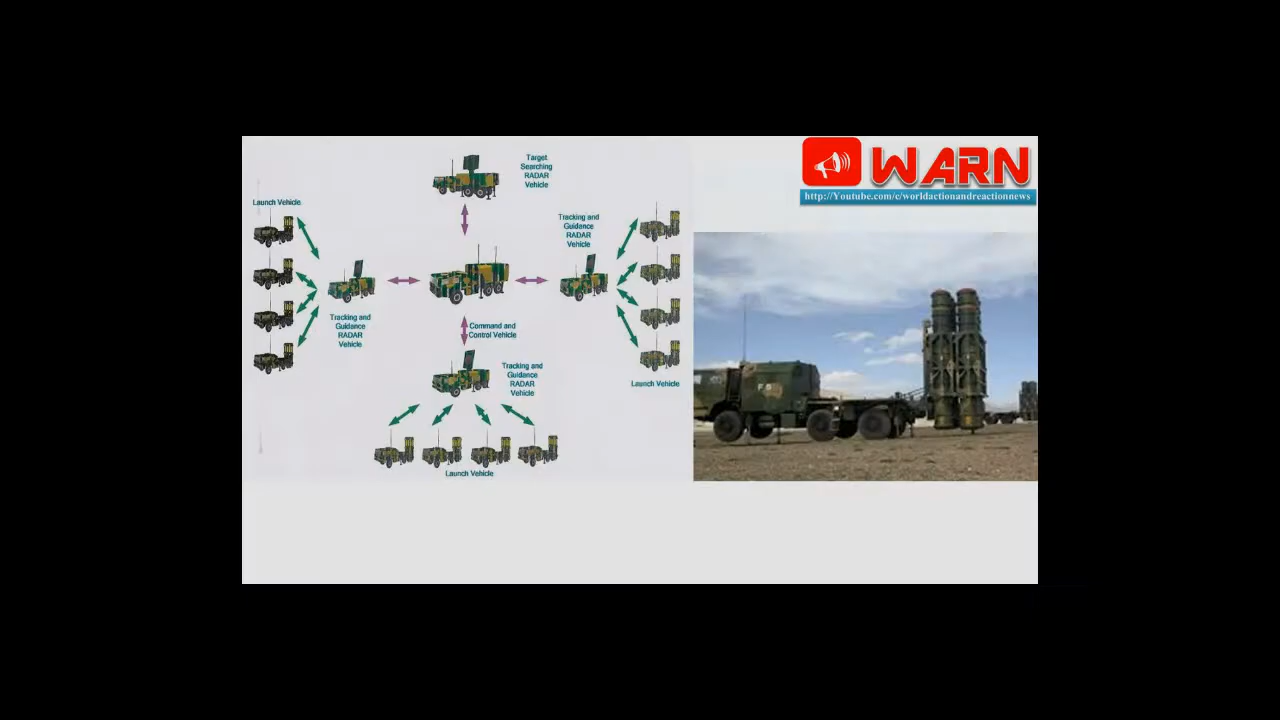 WARN
http://Youtube.com/c/worldactionandreactionnews
Target
Searching
RADAR
Vehicle
Launch Vehicle
Tracking and
Guidance
RADAR
Vehicle
Tracking and
Guidance
RADAR
Vehicle
Command and
Control Vehicle
Tracking and
Guidance
RADAR
Vehicle
Launch Vehicle
Launch Vehicle